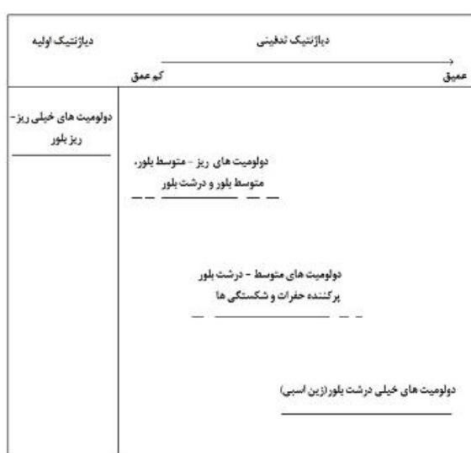 دیاژنتیک اولیه
دیاژنتیک تدفینی
کم عمق
عمیق
دولومیت های خیلی ریز-
ریز بلور
دولومیت های ریز - متوسط بلور،
متوسط بلور و درشت بلور
دولومیت های متوسط - درشت بلور
پرکننده حفرات و شکستگی ها
دولومیت های خیلی درشت بلور(زین اسبی)